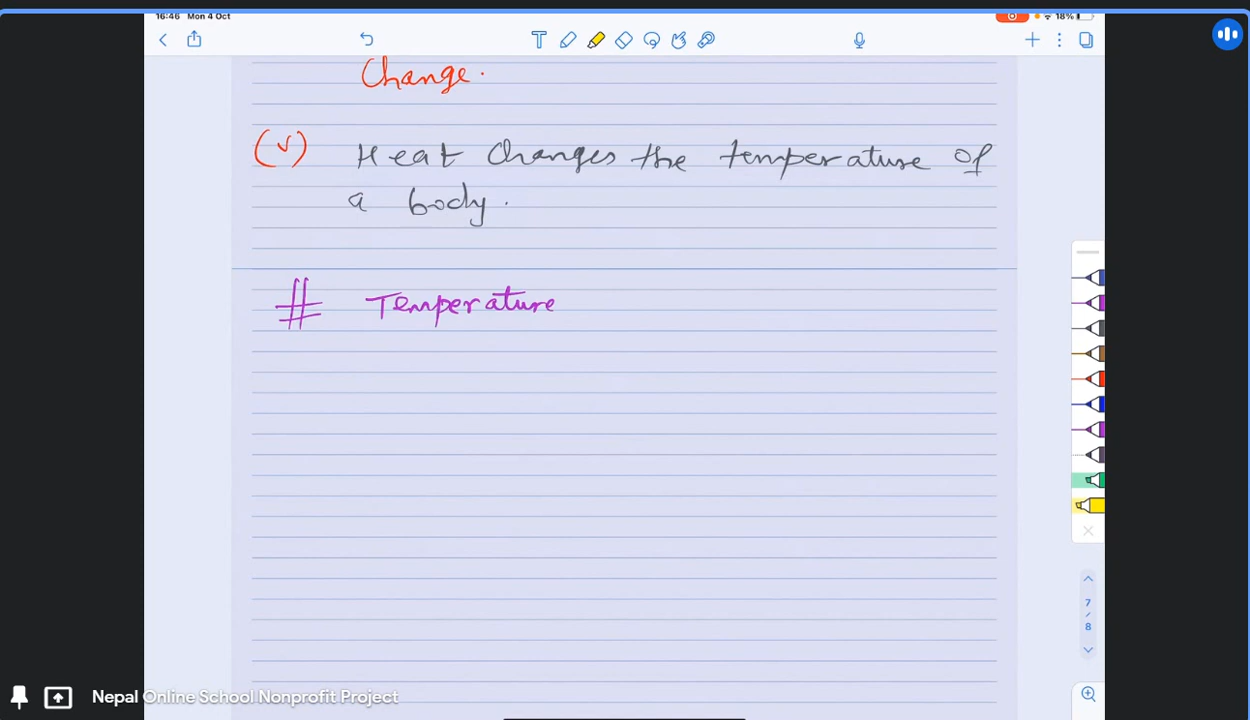 16:46 Mon 4 Oct
18%
T
Change.
(v) Heat changes the temperature of
a body.
# Temperature
7
/
8
Nepal Online School Nonprofit Project